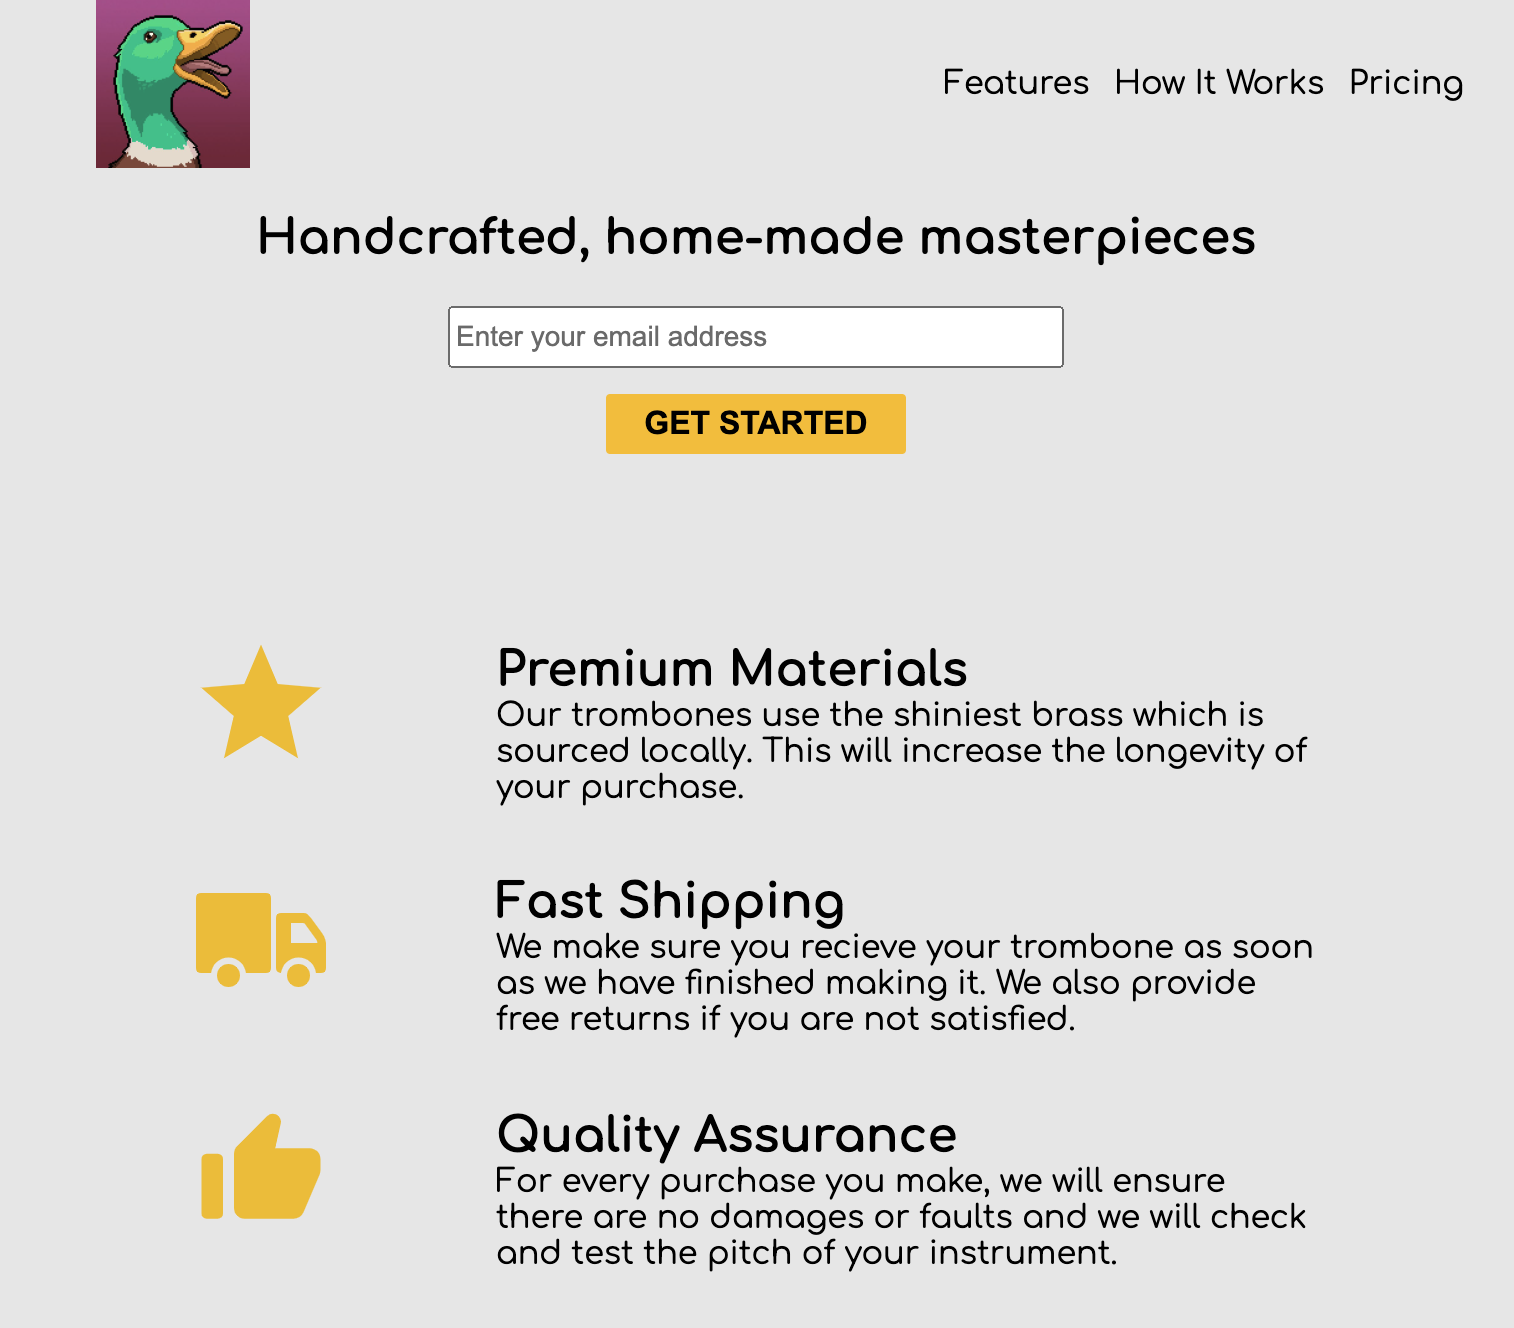 Features How It Works Pricing
Handcrafted, home-made masterpieces
Enter your email address
GET STARTED
Premium Materials
Our trombones use the shiniest brass which is
sourced locally. This will increase the longevity of
your purchase.
Fast Shipping
We make sure you recieve your trombone as soon
as we have finished making it. We also provide
free returns if you are not satisfied.
Quality Assurance
For every purchase you make, we will ensure
there are no damages or faults and we will check
and test the pitch of your instrument.